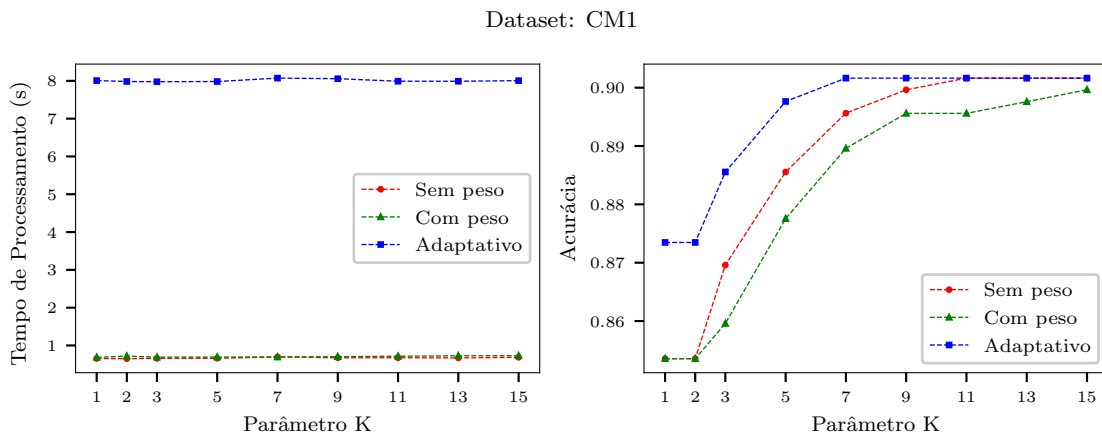 Dataset: CM1
Tempo de Processamento (s)
8
7
6
5
4
3
2
1
1 2 3 5 7 9 11 13 15
Parâmetro K
Sem peso
Com peso
Adaptativo
Acurácia
0.90
0.89
0.88
0.87
0.86
1 2 3 5 7 9 11 13 15
Parâmetro K
Sem peso
Com peso
Adaptativo